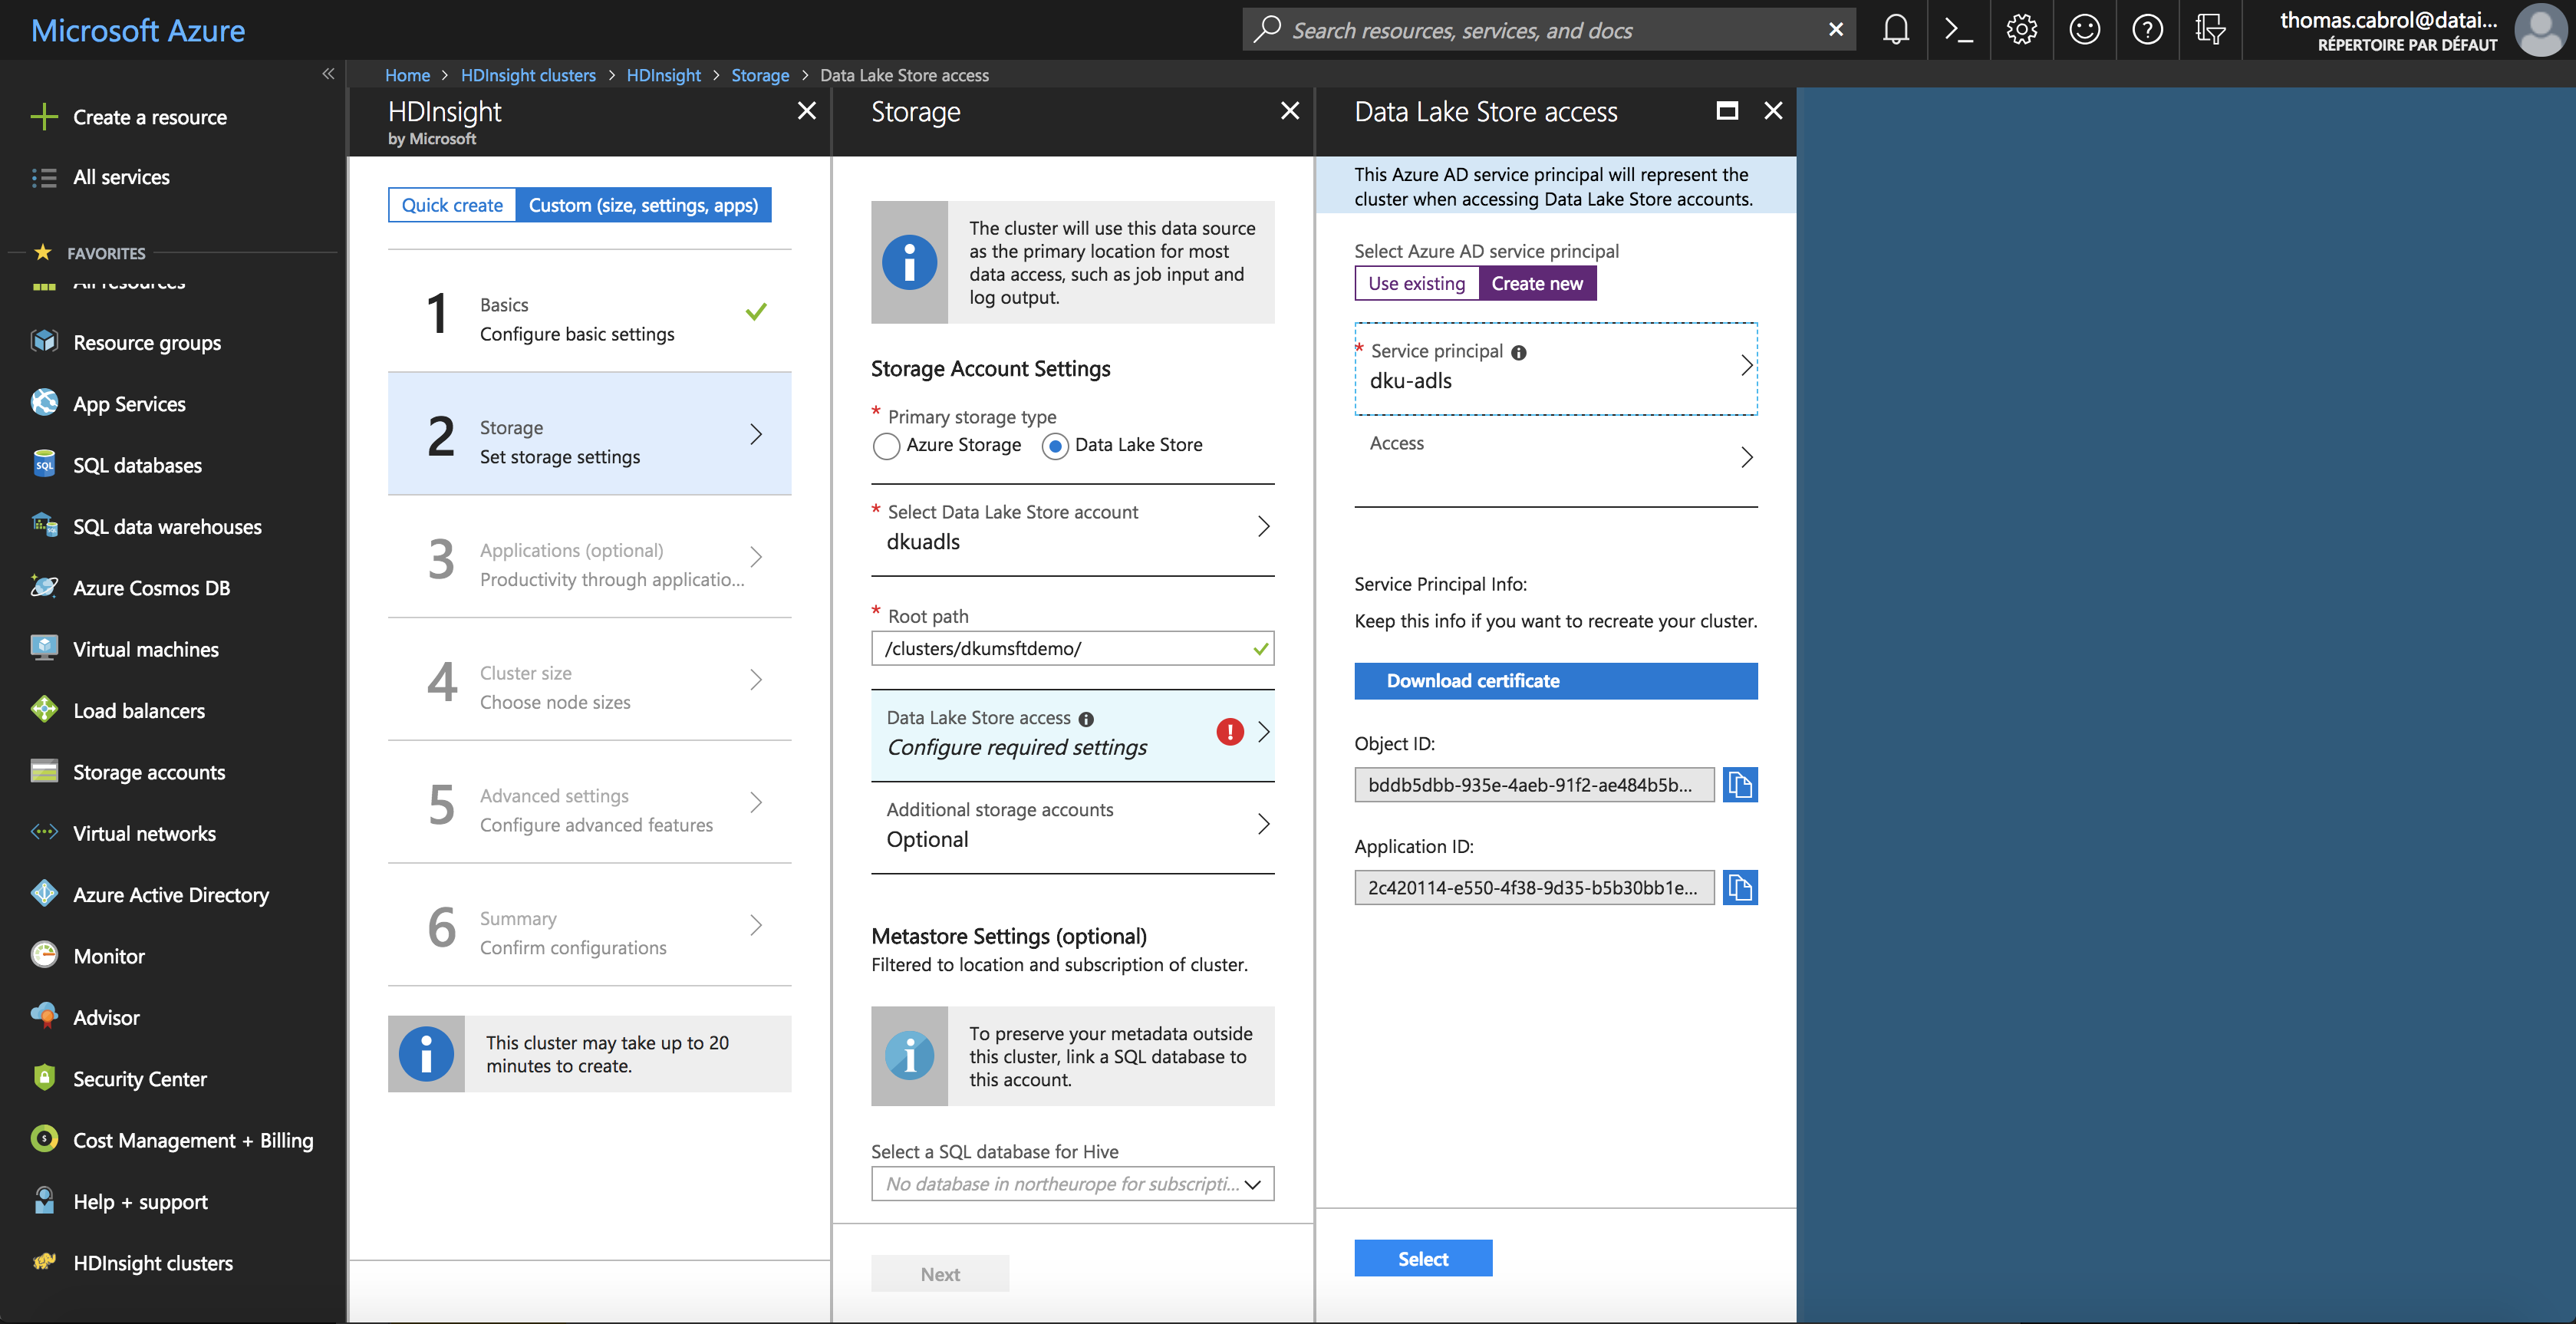 Microsoft Azure
Search resources, services, and docs
thomas.cabrol@datai...
RÉPERTOIRE PAR DÉFAUT
Home > HDInsight clusters > HDInsight > Storage > Data Lake Store access
Create a resource
All services
FAVORITES
All resources
Resource groups
App Services
SQL databases
SQL data warehouses
Azure Cosmos DB
Virtual machines
Load balancers
Storage accounts
Virtual networks
Azure Active Directory
Monitor
Advisor
Security Center
Cost Management + Billing
Help + support
HDInsight clusters
HDInsight
by Microsoft
Quick create
Custom (size, settings, apps)
1
Basics
Configure basic settings
2
Storage
Set storage settings
3
Applications (optional)
Productivity through applicatio...
4
Cluster size
Choose node sizes
5
Advanced settings
Configure advanced features
6
Summary
Confirm configurations
This cluster may take up to 20
minutes to create.
Storage
The cluster will use this data source
as the primary location for most
data access, such as job input and
log output.
Storage Account Settings
* Primary storage type
Azure Storage
Data Lake Store
* Select Data Lake Store account
dkuadls
* Root path
/clusters/dkumsftdemo/
Data Lake Store access
Configure required settings
Additional storage accounts
Optional
Metastore Settings (optional)
Filtered to location and subscription of cluster.
To preserve your metadata outside
this cluster, link a SQL database to
this account.
Select a SQL database for Hive
No database in northeurope for subscripti...
Next
Data Lake Store access
This Azure AD service principal will represent the
cluster when accessing Data Lake Store accounts.
Select Azure AD service principal
Use existing
Create new
* Service principal
dku-adls
Access
Service Principal Info:
Keep this info if you want to recreate your cluster.
Download certificate
Object ID:
bddb5dbb-935e-4aeb-91f2-ae484b5b...
Application ID:
2c420114-e550-4f38-9d35-b5b30bb1e...
Select